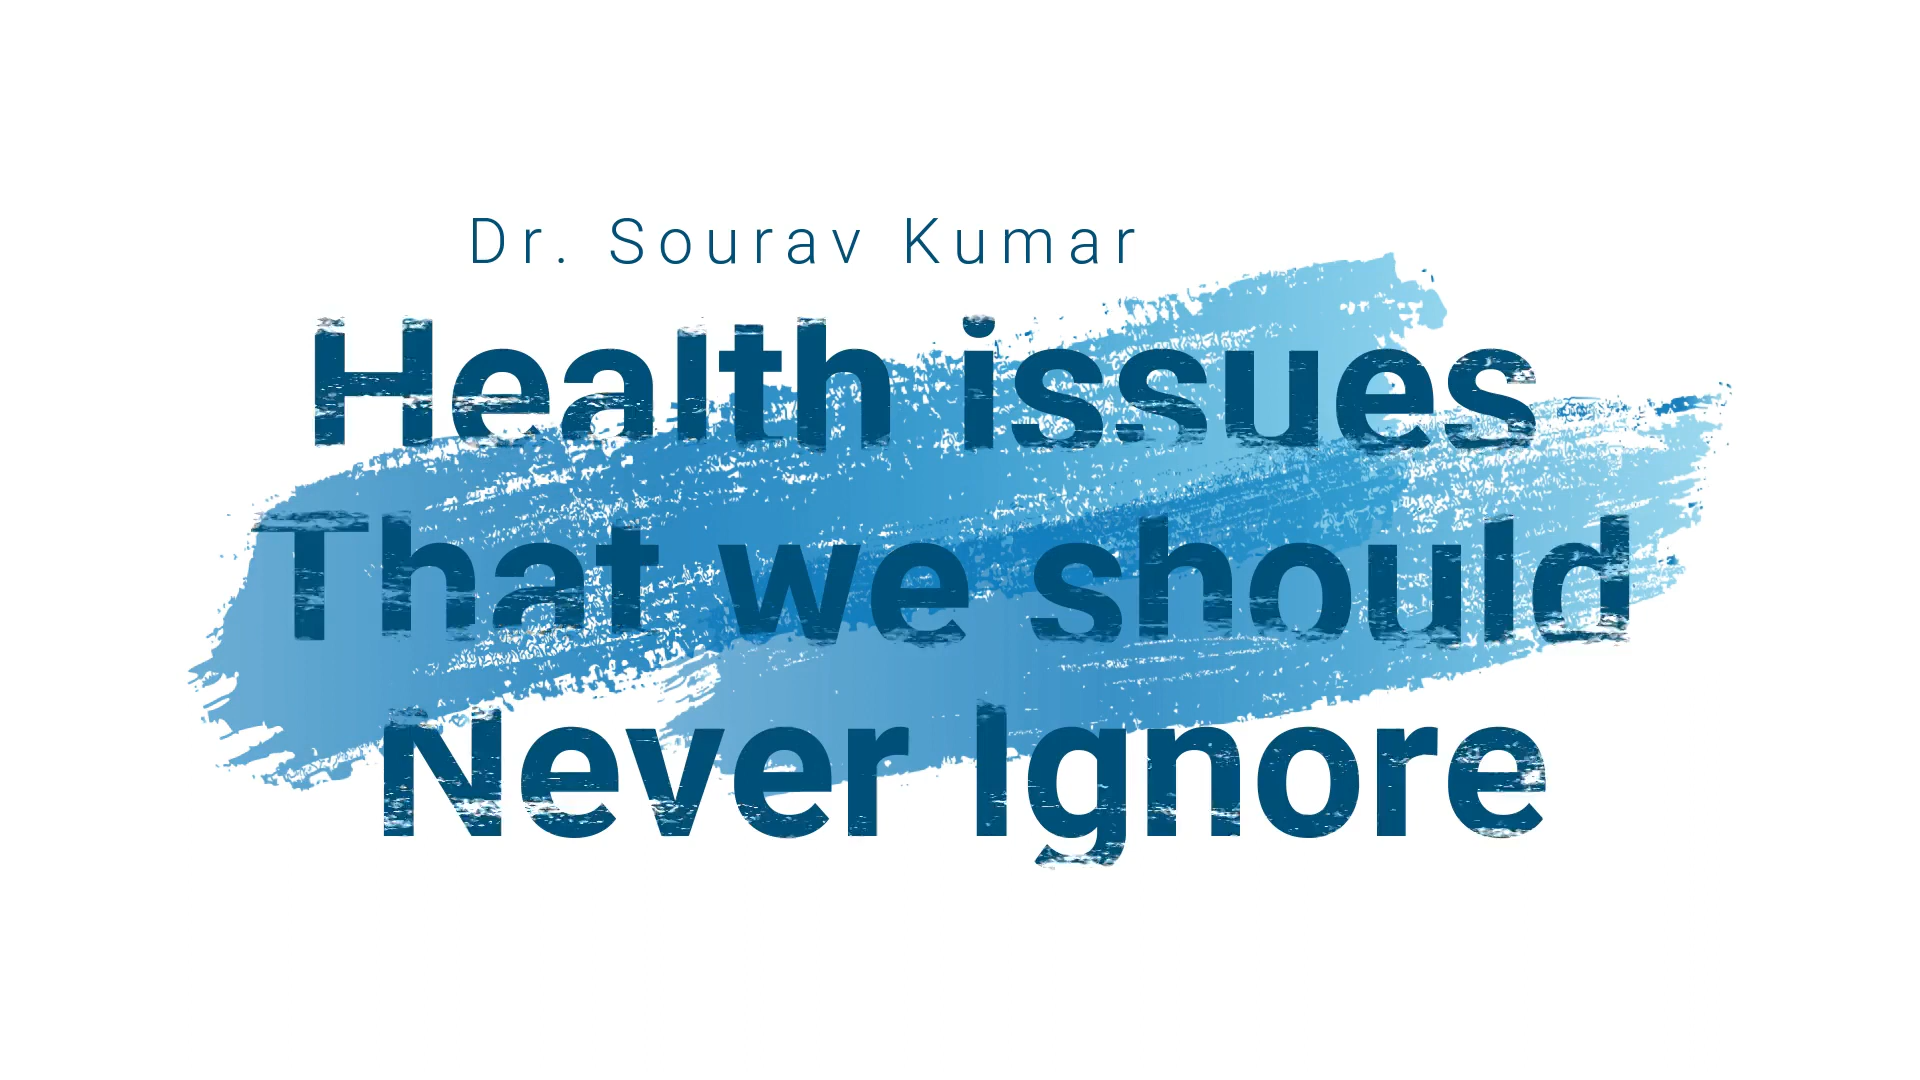 Dr. Sourav Kumar
Health issues
That we should
Never Ignore